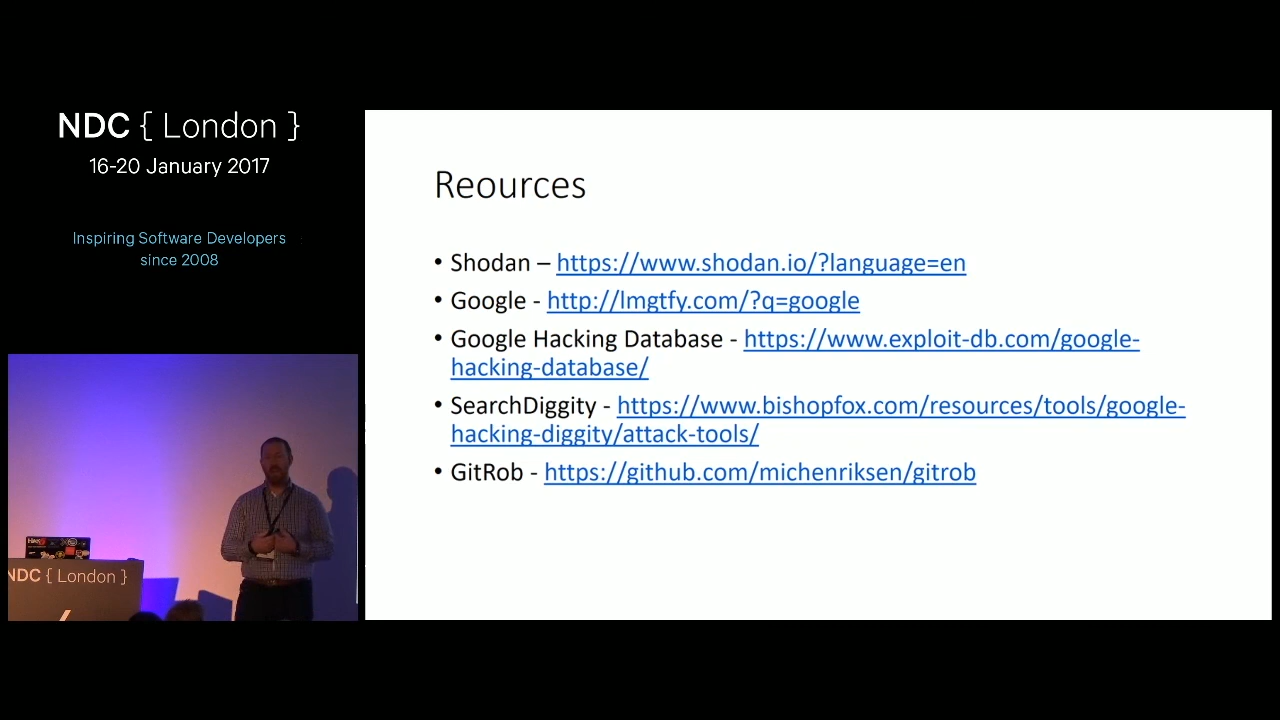 NDC { London }
16-20 January 2017
Inspiring Software Developers
since 2008
Reources
• Shodan – https://www.shodan.io/?language=en
• Google - http://lmgtfy.com/?q=google
• Google Hacking Database - https://www.exploit-db.com/google-
hacking-database/
• SearchDiggity - https://www.bishopfox.com/resources/tools/google-
hacking-diggity/attack-tools/
• GitRob - https://github.com/michenriksen/gitrob
NDC { London }